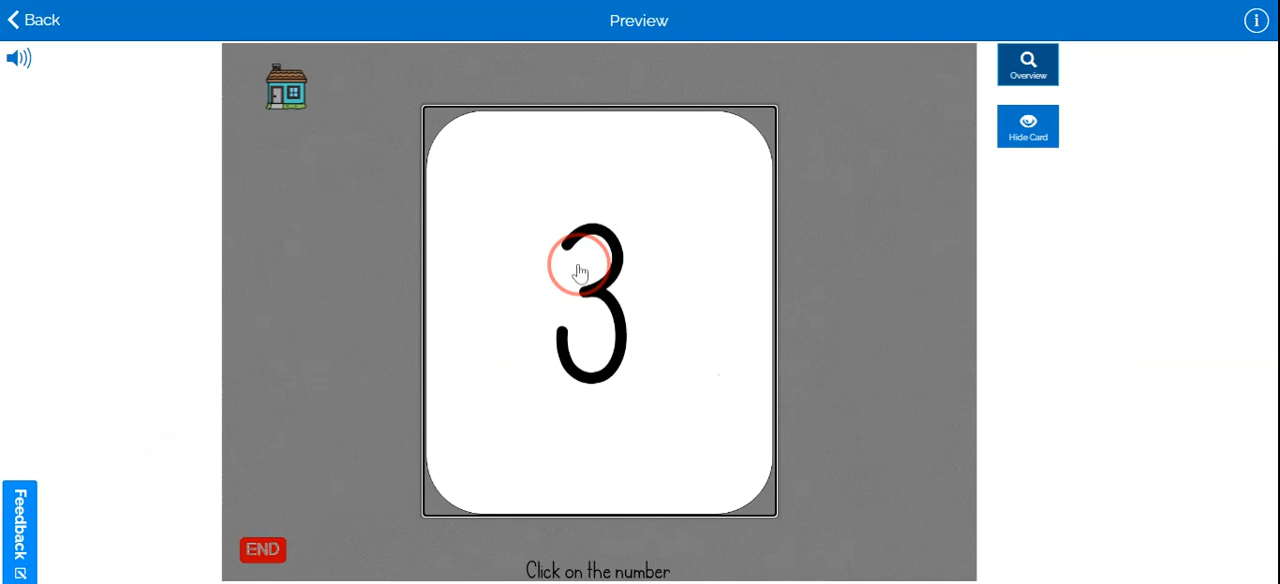 Back
Preview
i
Overview
Hide Card
3
Feedback
END
Click on the number